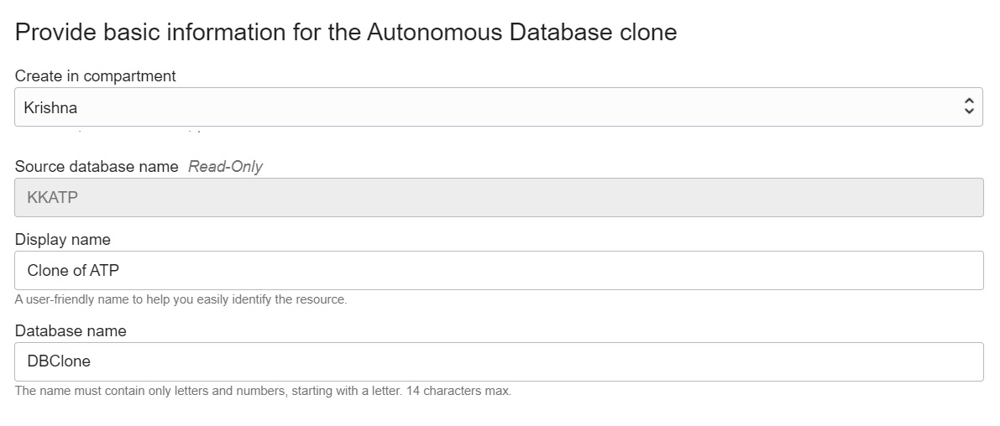 Provide basic information for the Autonomous Database clone
Create in compartment
Krishna
Source database name Read-Only
KKATP
Display name
Clone of ATP
A user-friendly name to help you easily identify the resource.
Database name
DBClone
The name must contain only letters and numbers, starting with a letter. 14 characters max.